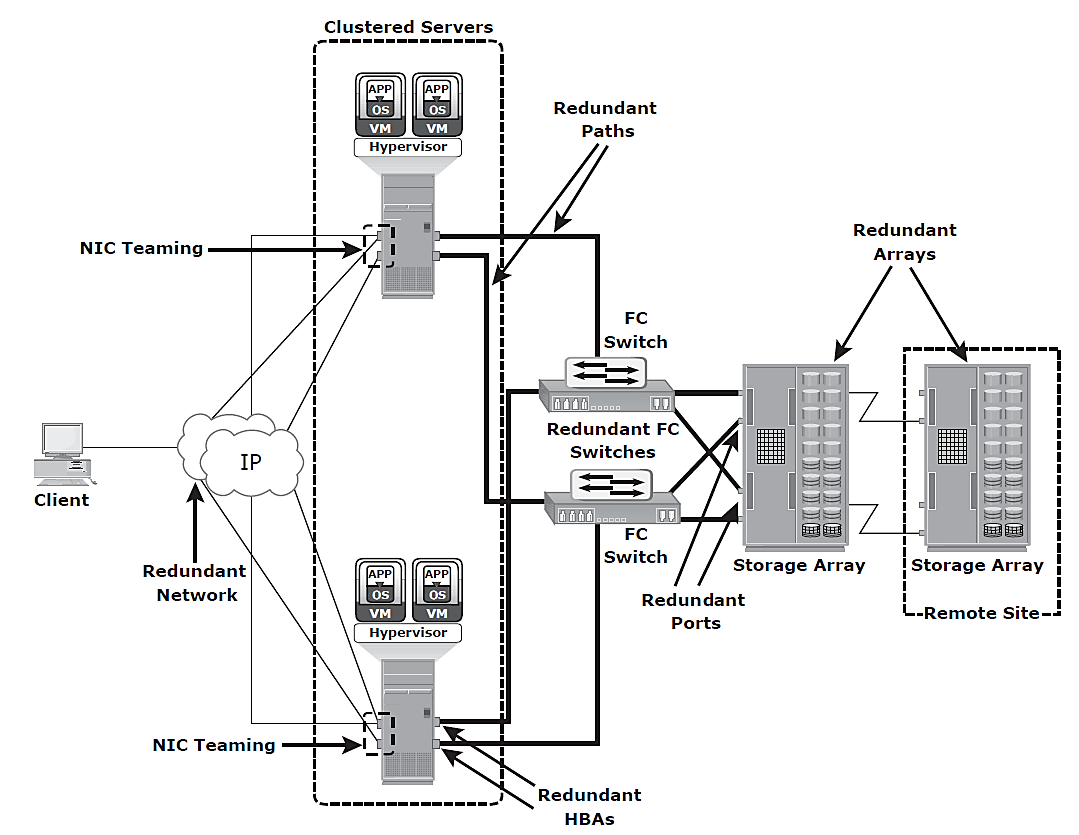 Clustered Servers
APP
APP
OS
OS
VM
VM
Hypervisor
Redundant
Paths
NIC Teaming
Redundant
Arrays
FC
Switch
Redundant FC
Switches
IP
Client
FC
Switch
Storage Array
Storage Array
Redundant
Network
Redundant
Ports
Remote Site
APP
APP
OS
OS
VM
VM
Hypervisor
NIC Teaming
Redundant
HBAs